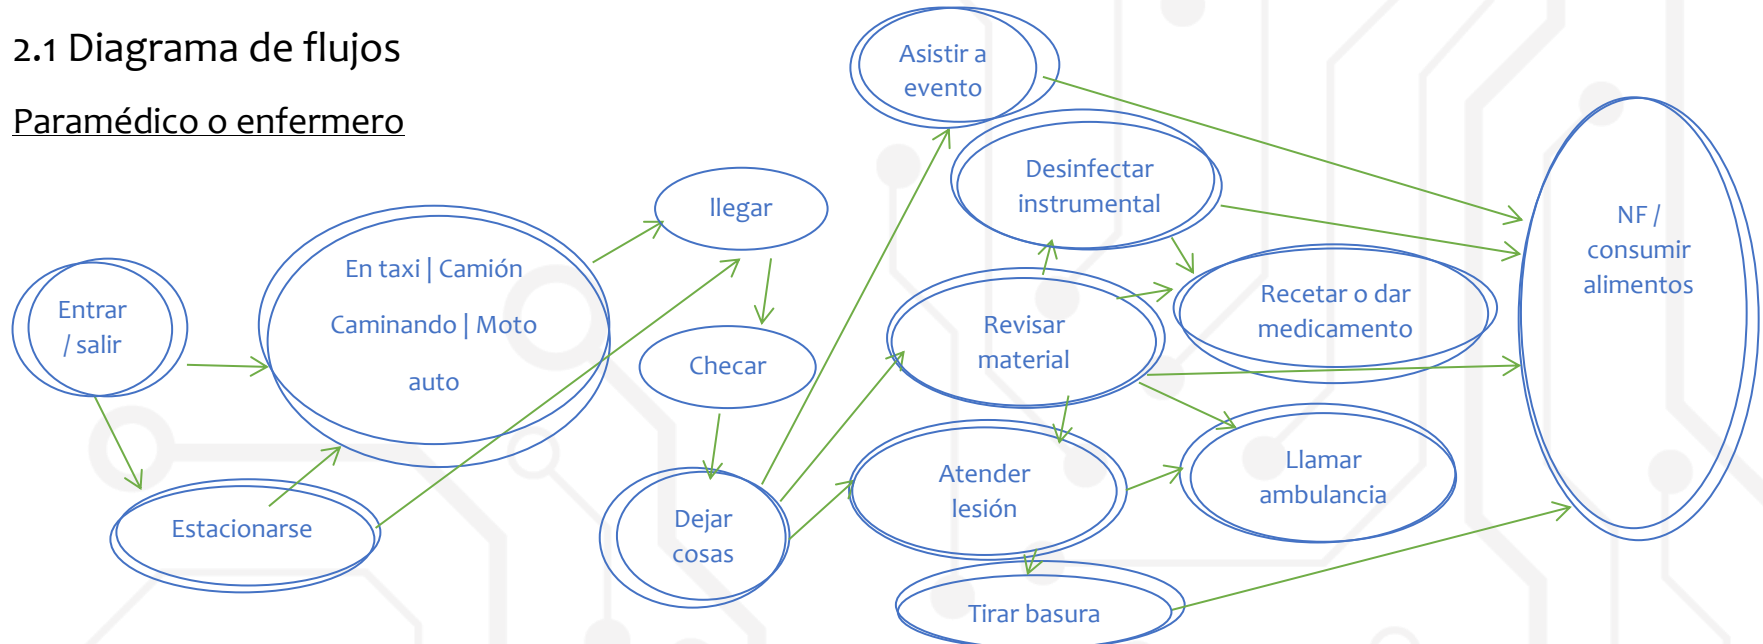 2.1 Diagrama de flujos
Paramédico o enfermero
Entrar
/ salir
Estacionarse
En taxi | Camión
Caminando | Moto
auto
llegar
Checar
Dejar
cosas
Asistir a
evento
Desinfectar
instrumental
Revisar
material
Atender
lesión
Tirar basura
Recetar o dar
medicamento
Llamar
ambulancia
NF /
consumir
alimentos